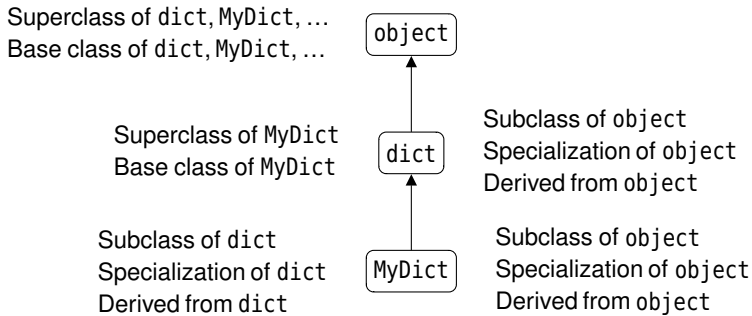 Superclass of dict, MyDict, …
Base class of dict, MyDict, …
object
Superclass of MyDict
Base class of MyDict
dict
Subclass of object
Specialization of object
Derived from object
Subclass of dict
Specialization of dict
Derived from dict
MyDict
Subclass of object
Specialization of object
Derived from object